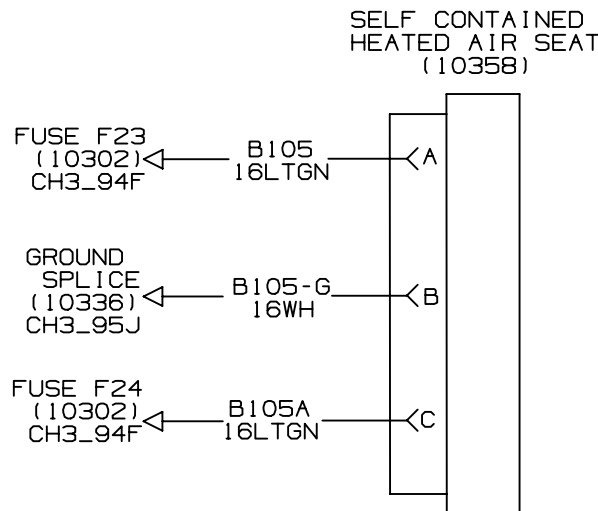 SELF CONTAINED
HEATED AIR SEAT
(10358)
FUSE F23
(10302)
CH3_94F
B105
16LTGN
A
GROUND
SPLICE
(10336)
CH3_95J
B105-G
16WH
B
FUSE F24
(10302)
CH3_94F
B105A
16LTGN
C